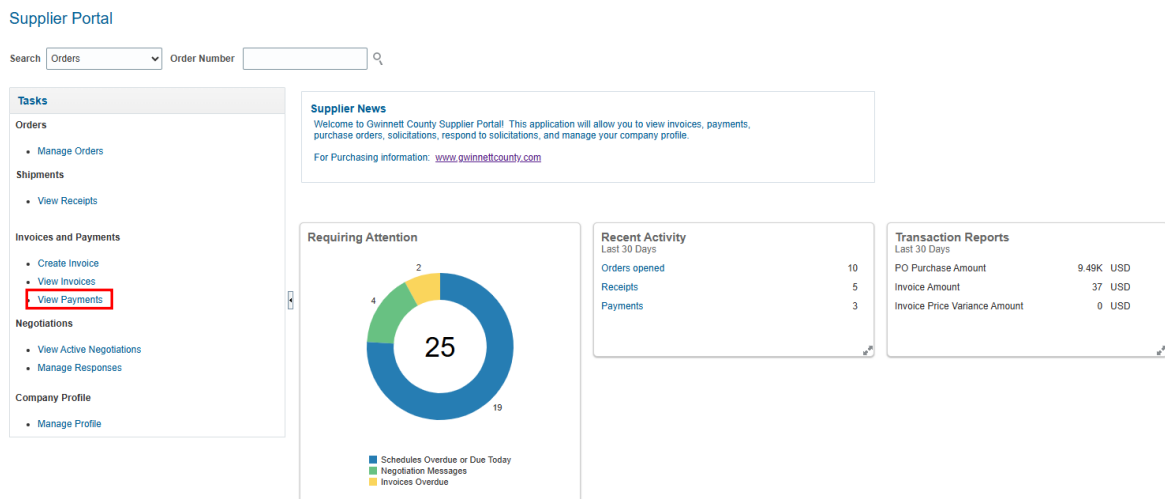 Supplier Portal
Search Orders Order Number
Tasks
Orders
Manage Orders
Shipments
View Receipts
Invoices and Payments
Create Invoice
View Invoices
View Payments
Negotiations
View Active Negotiations
Manage Responses
Company Profile
Manage Profile
Supplier News
Welcome to Gwinnett County Supplier Portal! This application will allow you to view invoices, payments,
purchase orders, solicitations, respond to solicitations, and manage your company profile.
For Purchasing information: www.gwinnettcounty.com
Requiring Attention
2
4
25
19
Schedules Overdue or Due Today
Negotiation Messages
Invoices Overdue
Recent Activity
Last 30 Days
Orders opened 10
Receipts 5
Payments 3
Transaction Reports
Last 30 Days
PO Purchase Amount 9.49K USD
Invoice Amount 37 USD
Invoice Price Variance Amount 0 USD